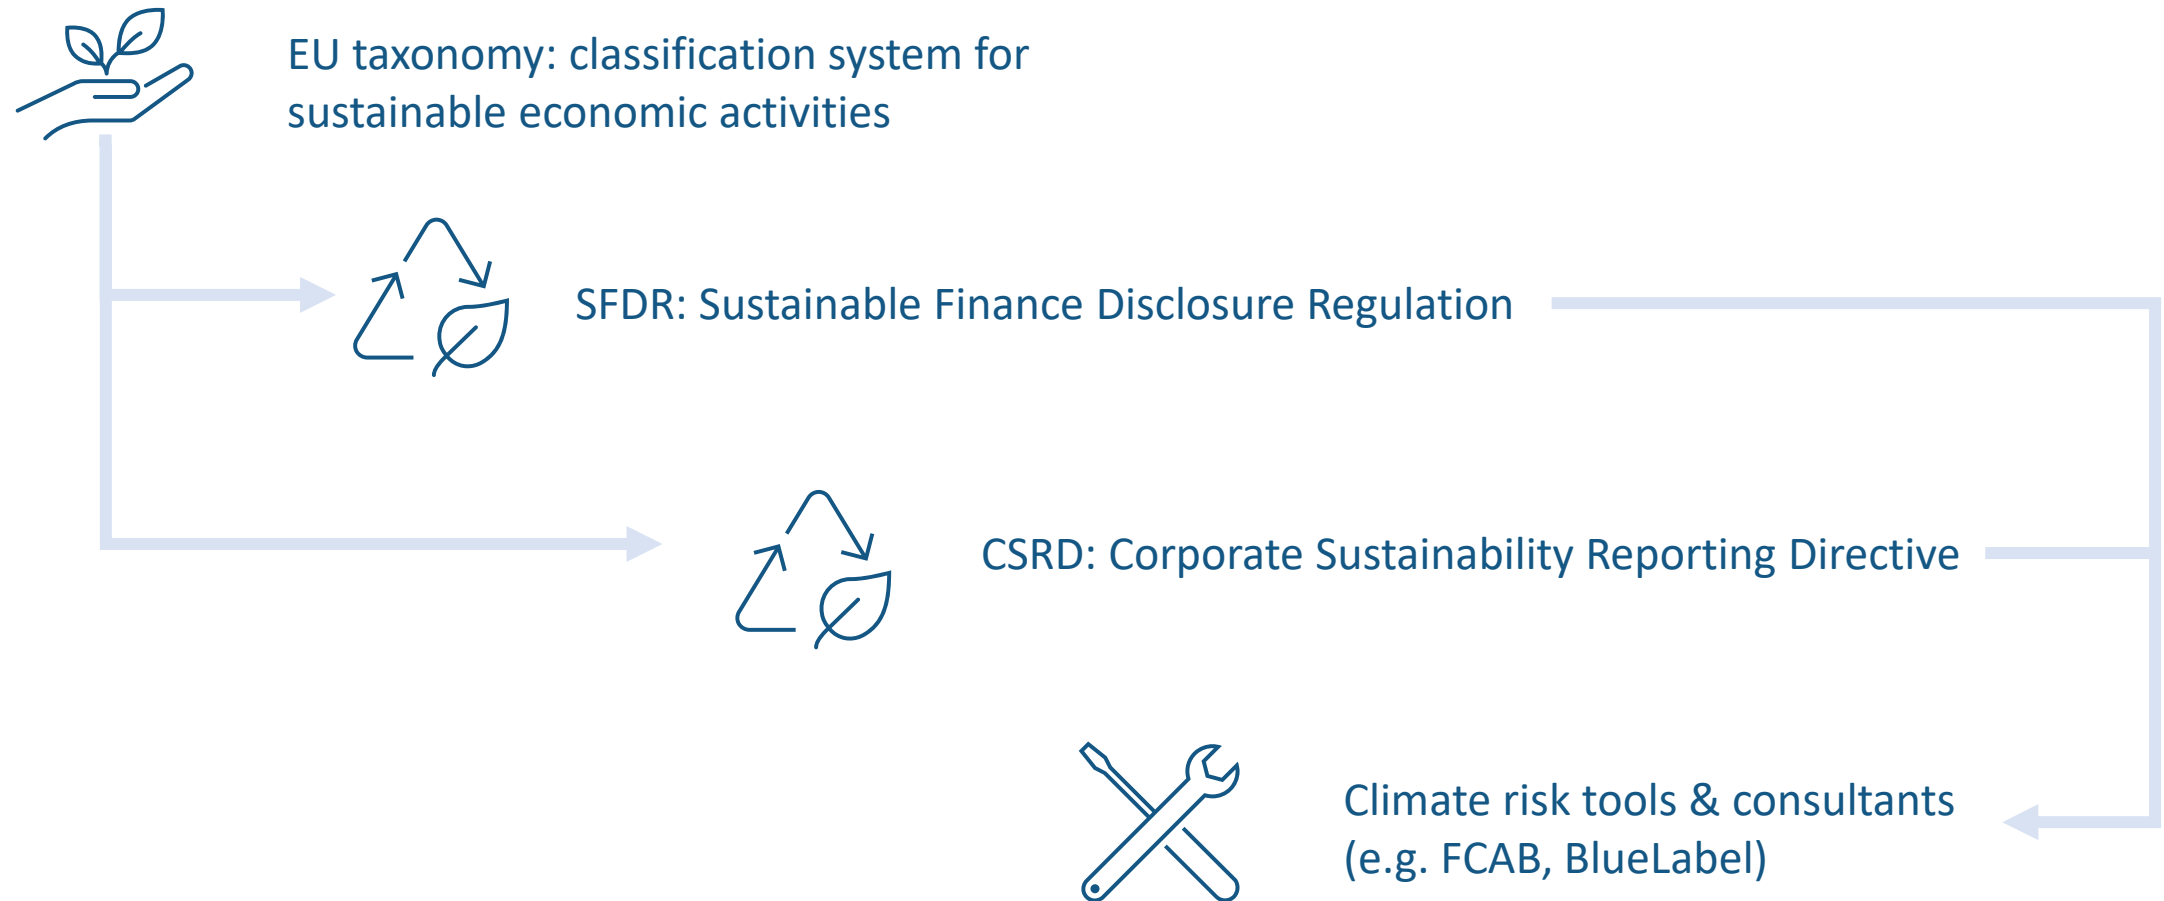 EU taxonomy: classification system for
sustainable economic activities
SFDR: Sustainable Finance Disclosure Regulation
CSRD: Corporate Sustainability Reporting Directive
Climate risk tools & consultants
(e.g. FCAB, BlueLabel)